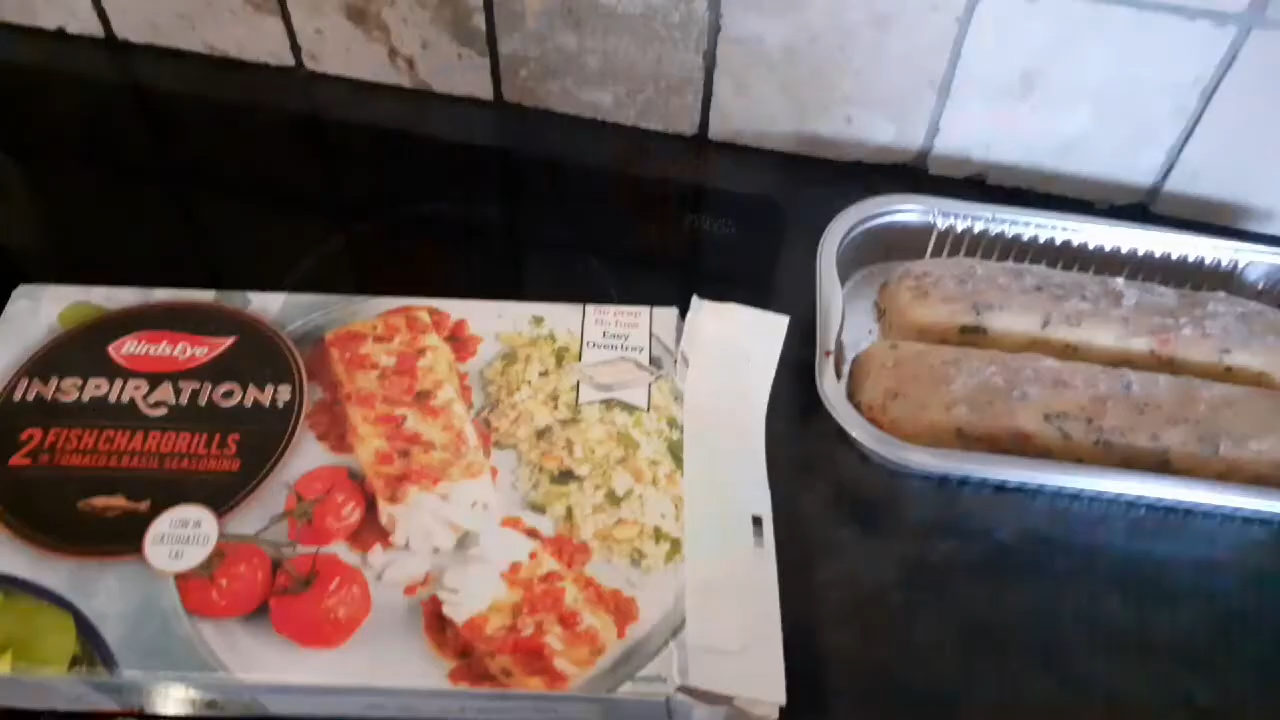 BirdsEye
INSPIRATIONS
2 FISH CHARGRILLS
IN TOMATO & BASIL SEASONING
LOW IN
SATURATED
FAT
No prep
No fuss
Easy
Oven tray